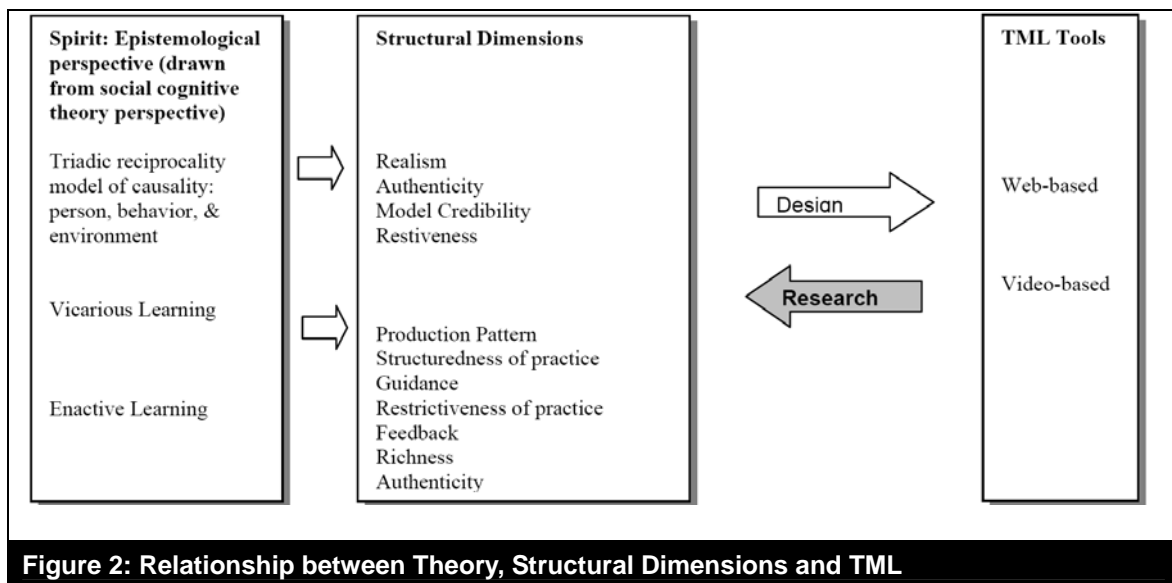 Spirit: Epistemological
perspective (drawn
from social cognitive
theory perspective)
Triadic reciprocality
model of causality:
person, behavior, &
environment
Vicarious Learning
Enactive Learning
Structural Dimensions
Realism
Authenticity
Model Credibility
Restiveness
Production Pattern
Structuredness of practice
Guidance
Restrictiveness of practice
Feedback
Richness
Authenticity
Design
Research
TML Tools
Web-based
Video-based
Figure 2: Relationship between Theory, Structural Dimensions and TML